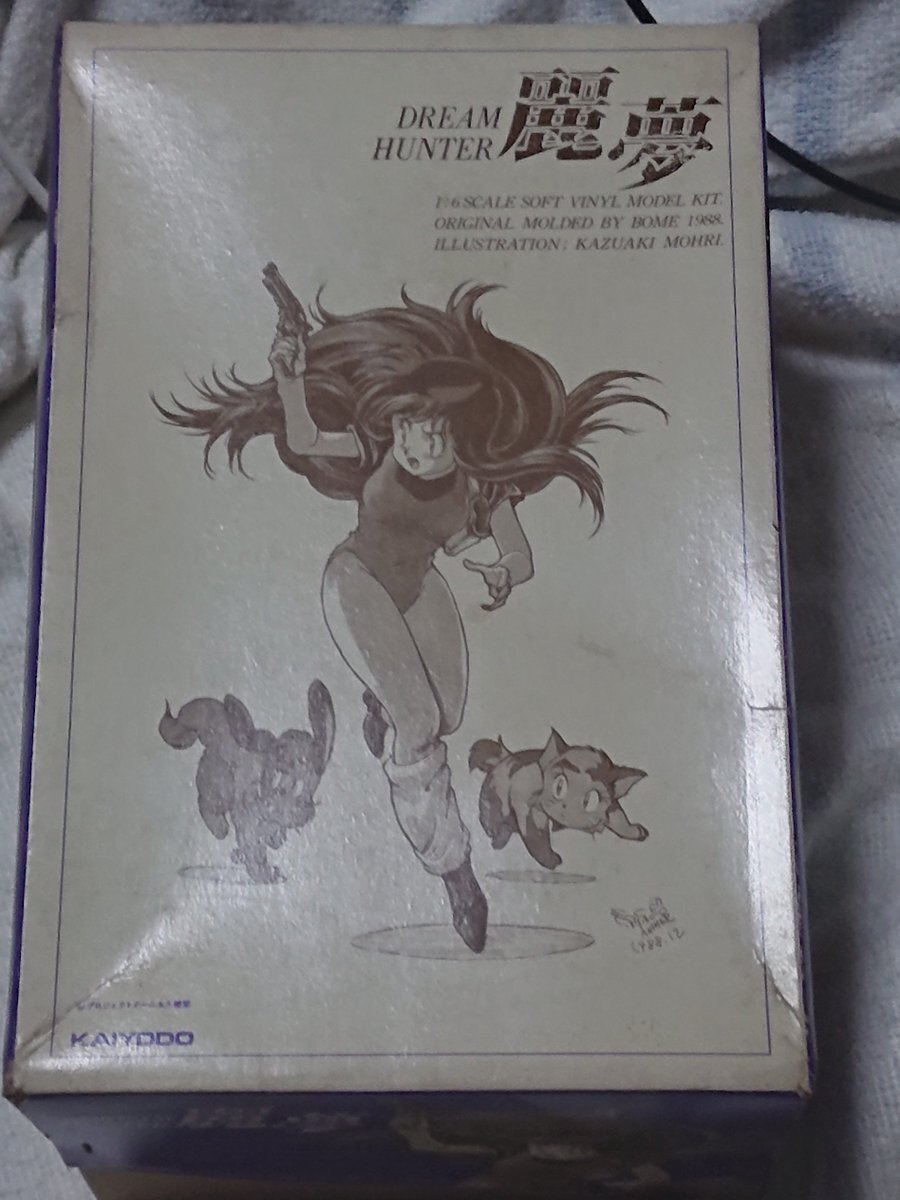 DREAM
HUNTER
麗夢
1:6 SCALE SOFT VINYL MODEL KIT.
ORIGINAL MOLDED BY BOME 1988.
ILLUSTRATION; KAZUAKI MOHRI.
1988.12
KAIYODO